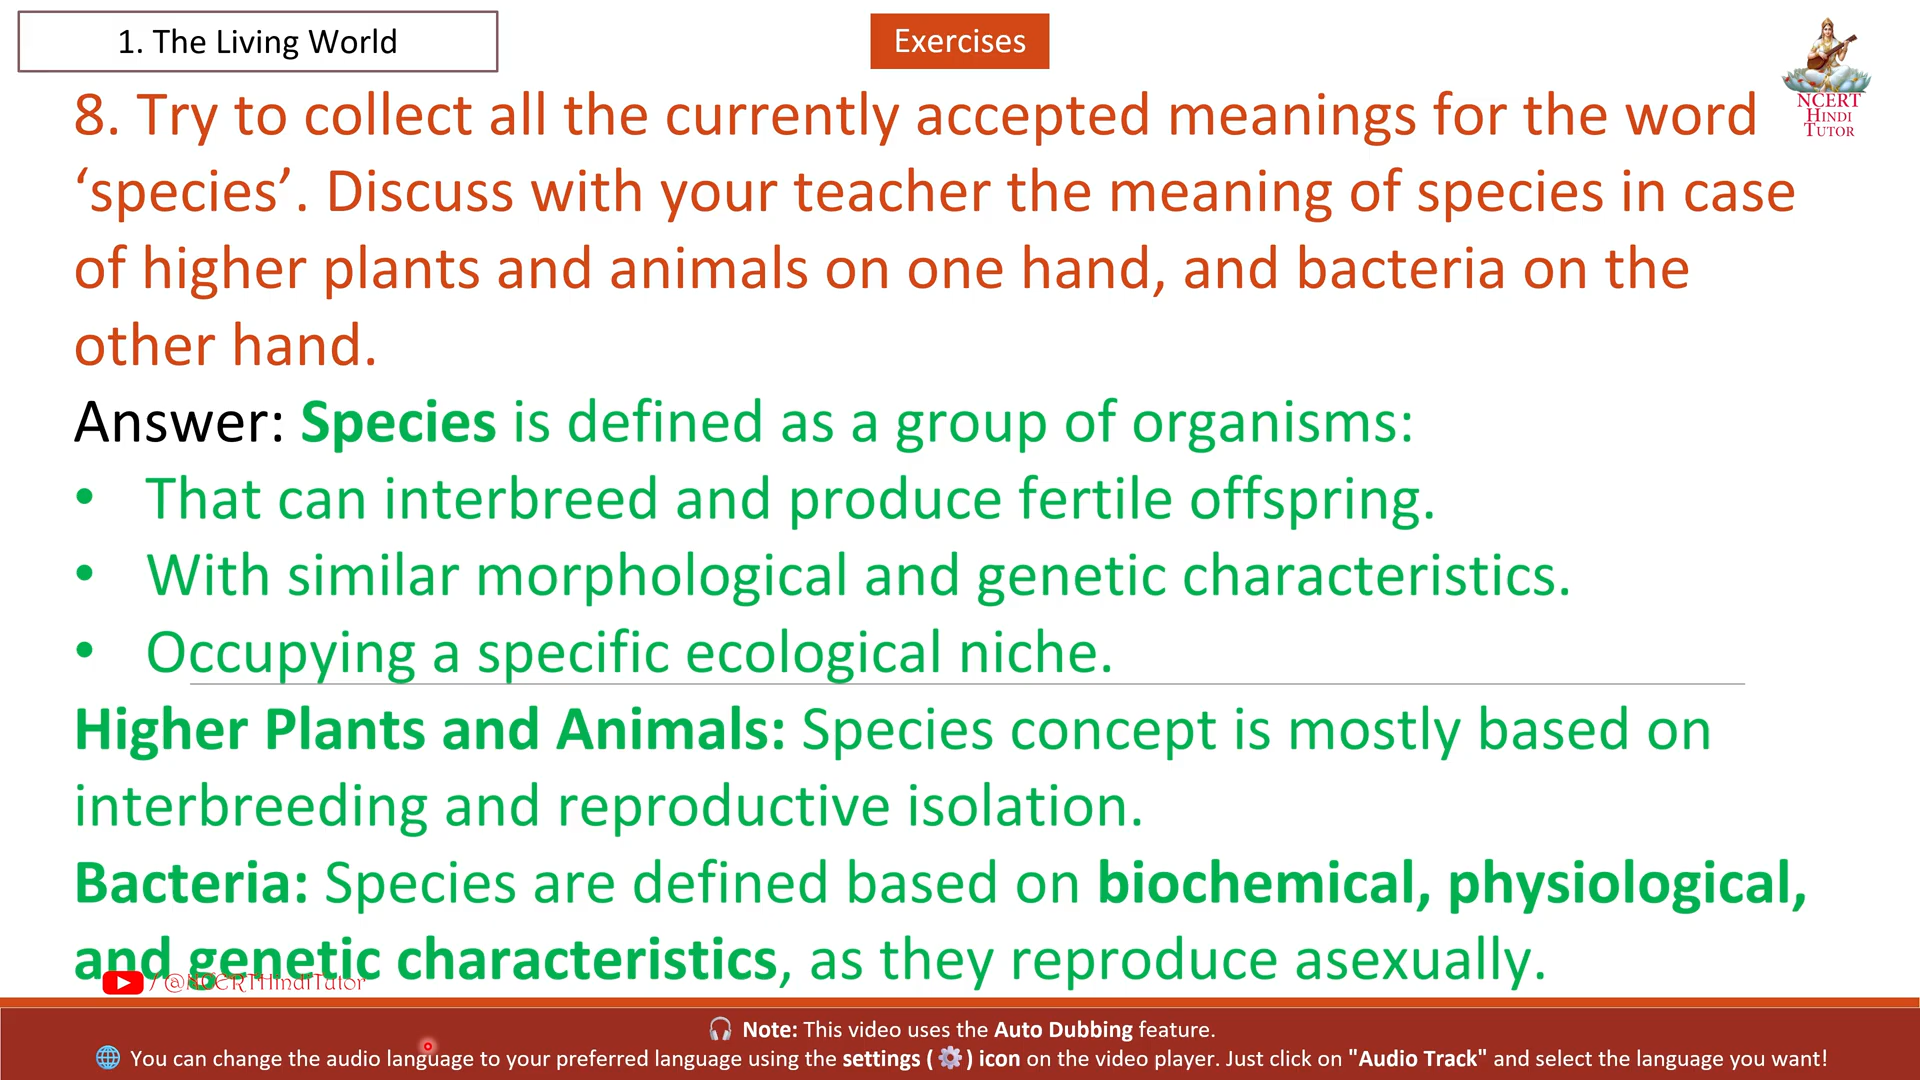 1. The Living World
Exercises
NCERT
HINDI
TUTOR
8. Try to collect all the currently accepted meanings for the word
‘species’. Discuss with your teacher the meaning of species in case
of higher plants and animals on one hand, and bacteria on the
other hand.
Answer: Species is defined as a group of organisms:
• That can interbreed and produce fertile offspring.
• With similar morphological and genetic characteristics.
• Occupying a specific ecological niche.
Higher Plants and Animals: Species concept is mostly based on
interbreeding and reproductive isolation.
Bacteria: Species are defined based on biochemical, physiological,
and genetic characteristics, as they reproduce asexually.
/ @NCERTHindiTutor
Note: This video uses the Auto Dubbing feature.
You can change the audio language to your preferred language using the settings ( ⚙ ) icon on the video player. Just click on "Audio Track" and select the language you want!